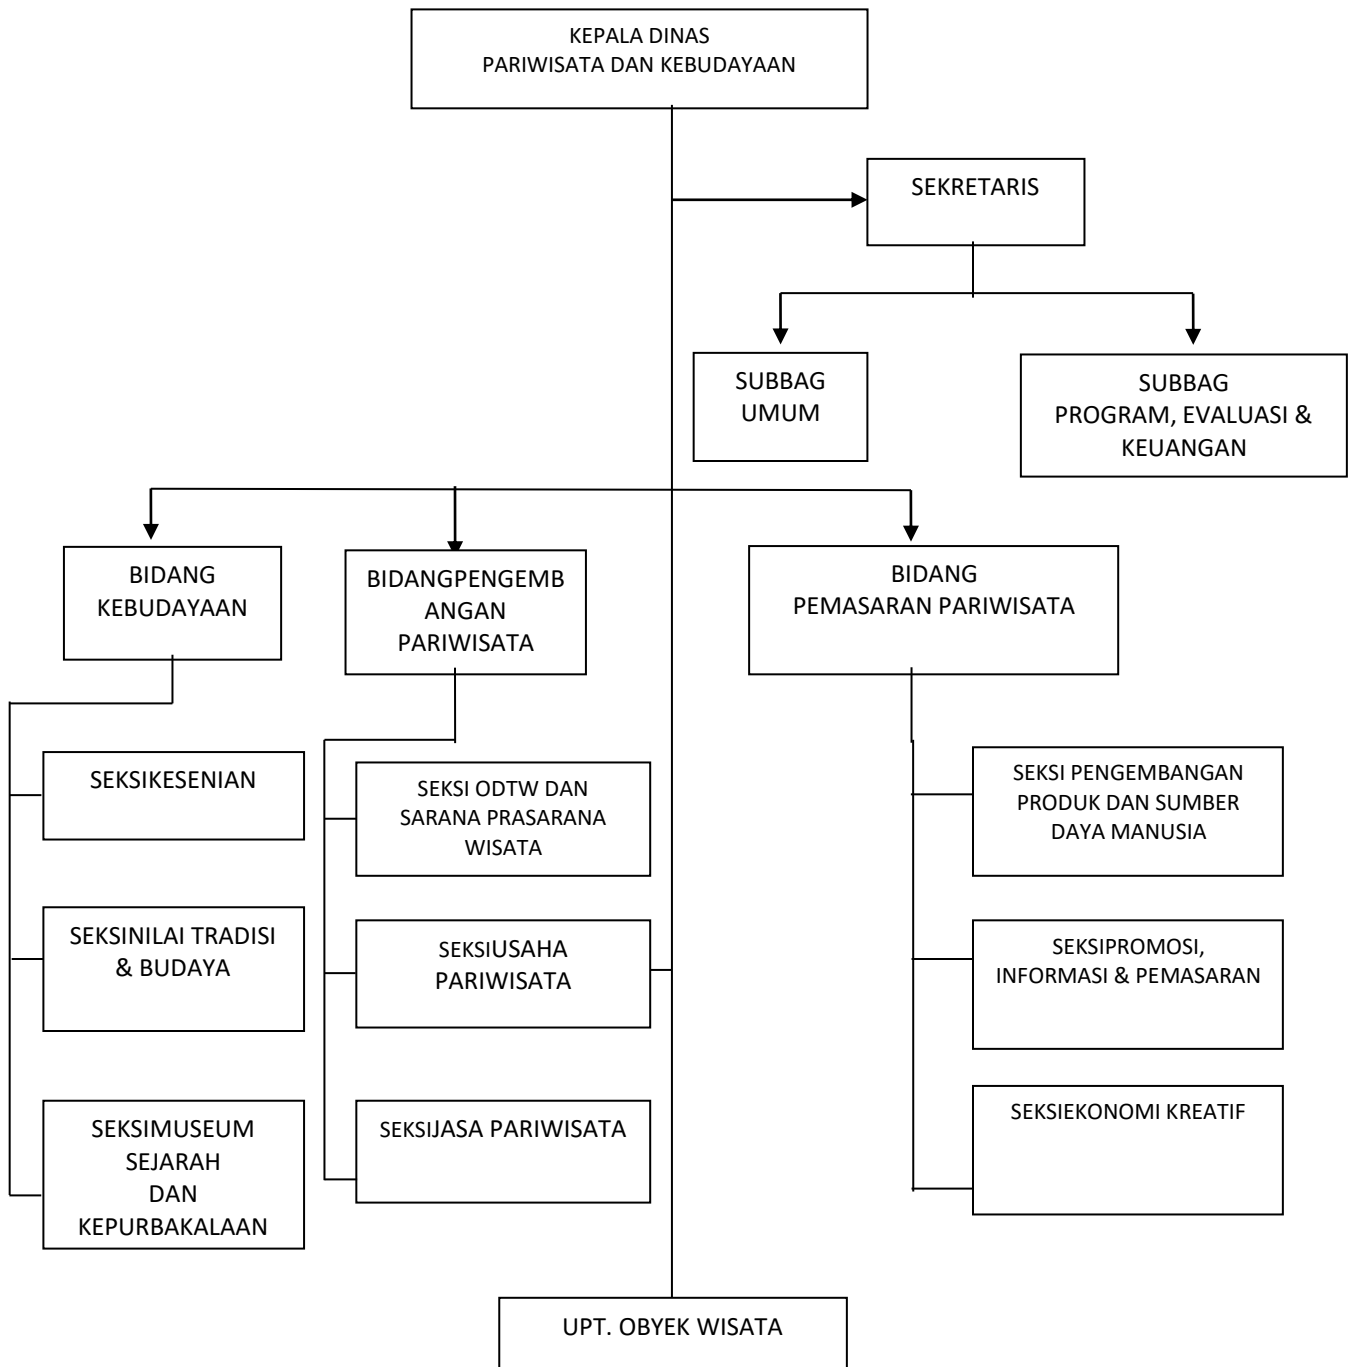 KEPALA DINAS
PARIWISATA DAN KEBUDAYAAN
SEKRETARIS
SUBBAG
UMUM
SUBBAG
PROGRAM, EVALUASI &
KEUANGAN
BIDANG
KEBUDAYAAN
BIDANGPENGEMB
ANGAN
PARIWISATA
BIDANG
PEMASARAN PARIWISATA
SEKSIKESENIAN
SEKSINILAI TRADISI
& BUDAYA
SEKSIMUSEUM
SEJARAH
DAN
KEPURBAKALAAN
SEKSI ODTW DAN
SARANA PRASARANA
WISATA
SEKSIUSAHA
PARIWISATA
SEKSIJASA PARIWISATA
SEKSI PENGEMBANGAN
PRODUK DAN SUMBER
DAYA MANUSIA
SEKSIPROMOSI,
INFORMASI & PEMASARAN
SEKSIEKONOMI KREATIF
UPT. OBYEK WISATA